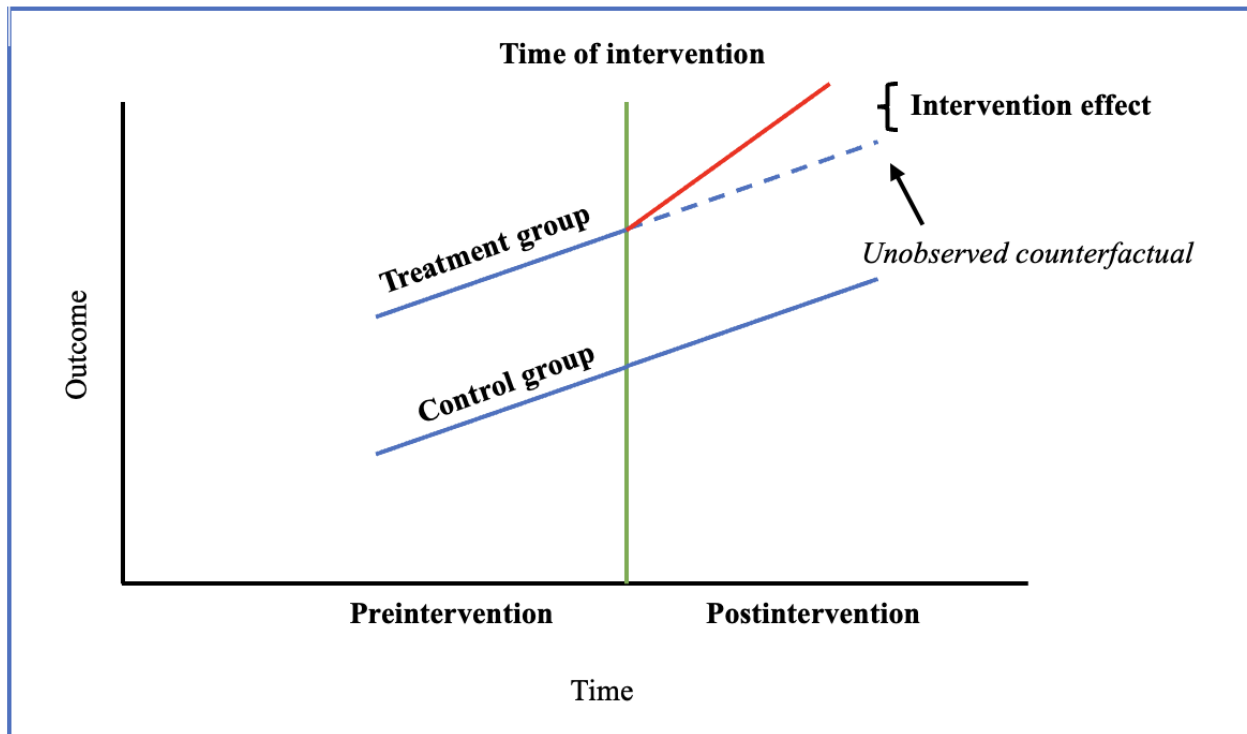 Time of intervention
Intervention effect
Treatment group
Unobserved counterfactual
Control group
Outcome
Preintervention
Postintervention
Time